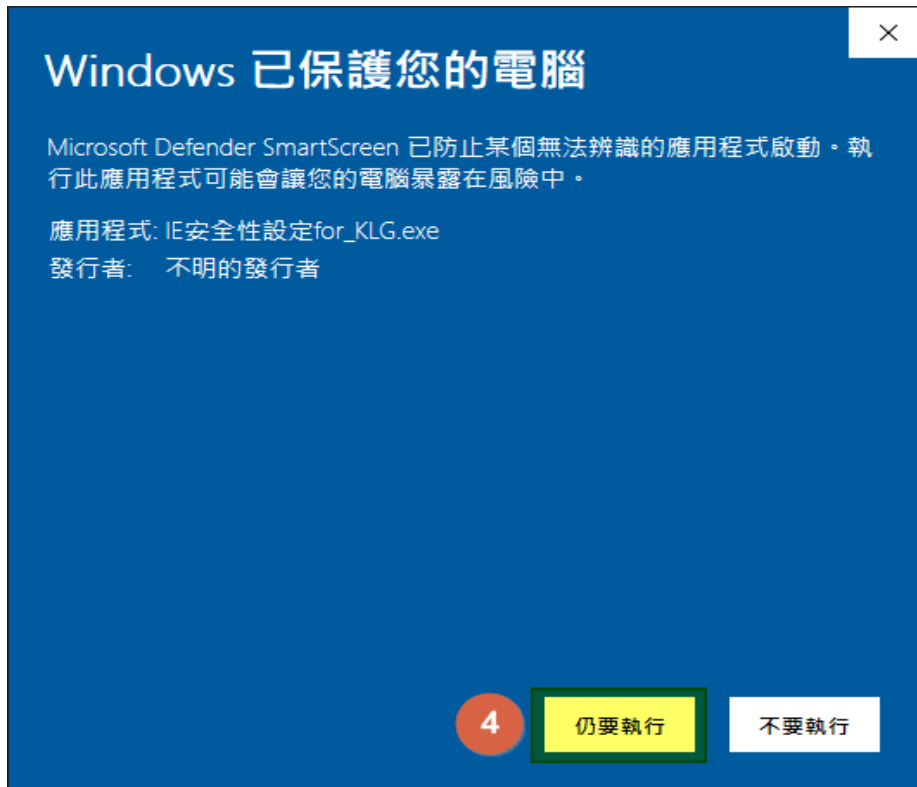 Windows 已保護您的電腦
Microsoft Defender SmartScreen 已防止某個無法辨識的應用程式啟動。執
行此應用程式可能會讓您的電腦暴露在風險中。
應用程式: IE安全性設定for_KLG.exe
發行者: 不明的發行者
4 仍要執行 不要執行